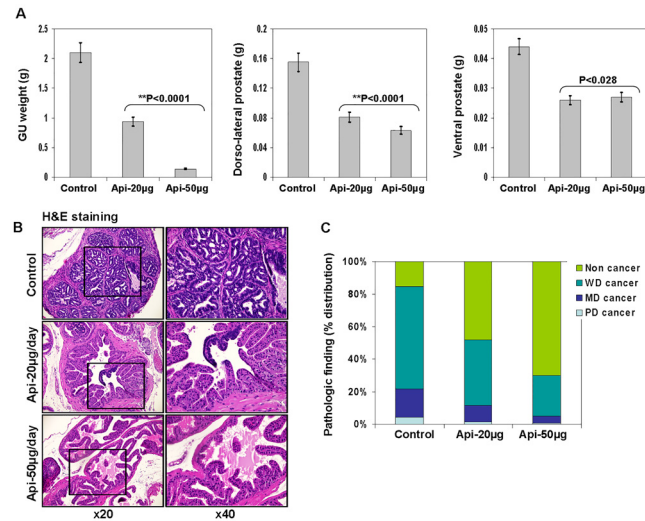 A
GU weight (g)
2.5
2
1.5
1
0.5
0
**P<0.0001
Control Api-20µg Api-50µg
Dorso-lateral prostate (g)
0.2
0.16
0.12
0.08
0.04
0
**P<0.0001
Control Api-20µg Api-50µg
Ventral prostate (g)
0.05
0.04
0.03
0.02
0.01
0
P<0.028
Control Api-20µg Api-50µg
B
H&E staining
Control
Api-20µg/day
Api-50µg/day
x20 x40
C
Pathologic finding (% distribution)
100%
80%
60%
40%
20%
0%
Control Api-20µg Api-50µg
Non cancer
WD cancer
MD cancer
PD cancer